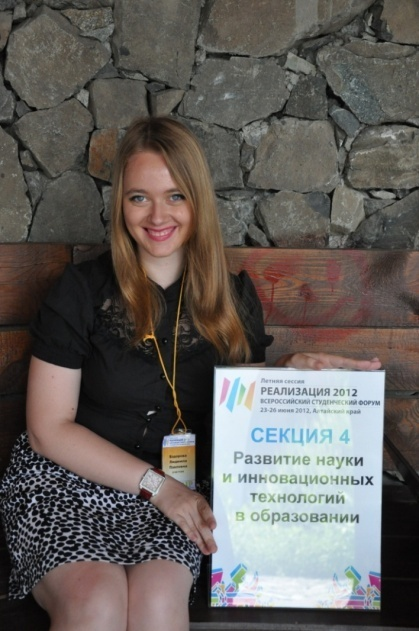 Летняя сессия
РЕАЛИЗАЦИЯ 2012
ВСЕРОССИЙСКИЙ СТУДЕНЧЕСКИЙ ФОРУМ
23-26 июня 2012, Алтайский край
СЕКЦИЯ 4
Развитие науки
и инновационных
технологий
в образовании